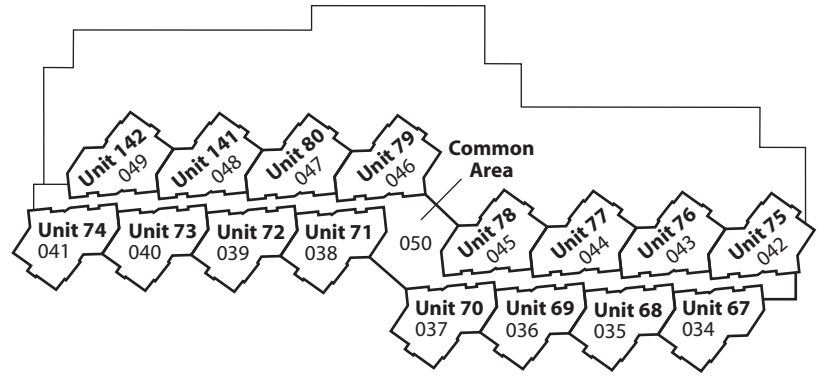 Unit 142
049
Unit 141
048
Unit 80
047
Unit 79
046
Common
Area
Unit 74
041
Unit 73
040
Unit 72
039
Unit 71
038
050
Unit 78
045
Unit 77
044
Unit 76
043
Unit 75
042
Unit 70
037
Unit 69
036
Unit 68
035
Unit 67
034